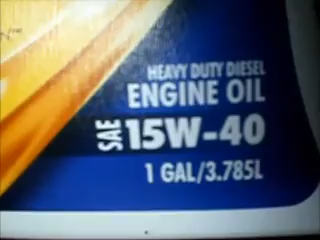 HEAVY DUTY DIESEL
ENGINE OIL
SAE 15W-40
1 GAL/3.785L